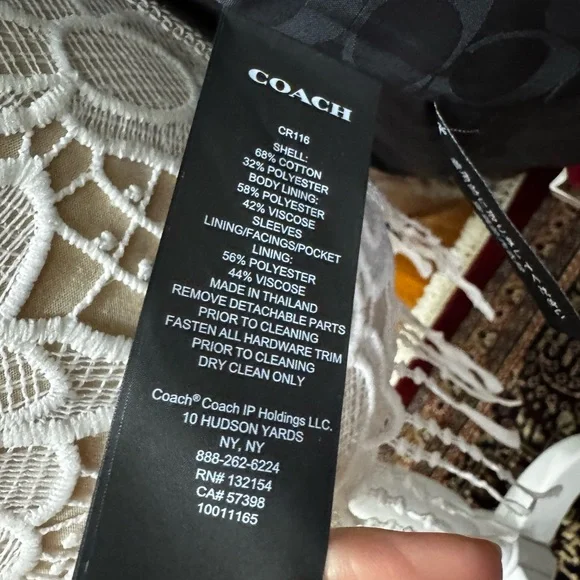 COACH
CR116
SHELL:
68% COTTON
32% POLYESTER
BODY LINING:
58% POLYESTER
42% VISCOSE
SLEEVES
LINING/FACINGS/POCKET
LINING:
56% POLYESTER
44% VISCOSE
MADE IN THAILAND
REMOVE DETACHABLE PARTS
PRIOR TO CLEANING
FASTEN ALL HARDWARE TRIM
PRIOR TO CLEANING
DRY CLEAN ONLY
Coach® Coach IP Holdings LLC.
10 HUDSON YARDS
NY, NY
888-262-6224
RN# 132154
CA# 57398
10011165